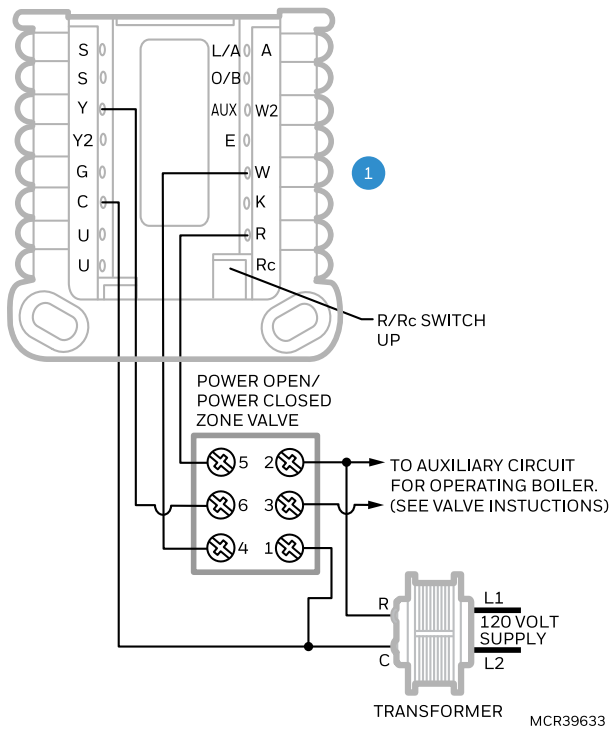 S L/A A
S O/B
Y AUX W2
Y2 E
G W
C K
U R
U Rc
1
R/Rc SWITCH
UP
POWER OPEN/
POWER CLOSED
ZONE VALVE
5 2
6 3
4 1
TO AUXILIARY CIRCUIT
FOR OPERATING BOILER.
(SEE VALVE INSTUCTIONS)
R
C
L1
120 VOLT
SUPPLY
L2
TRANSFORMER
MCR39633